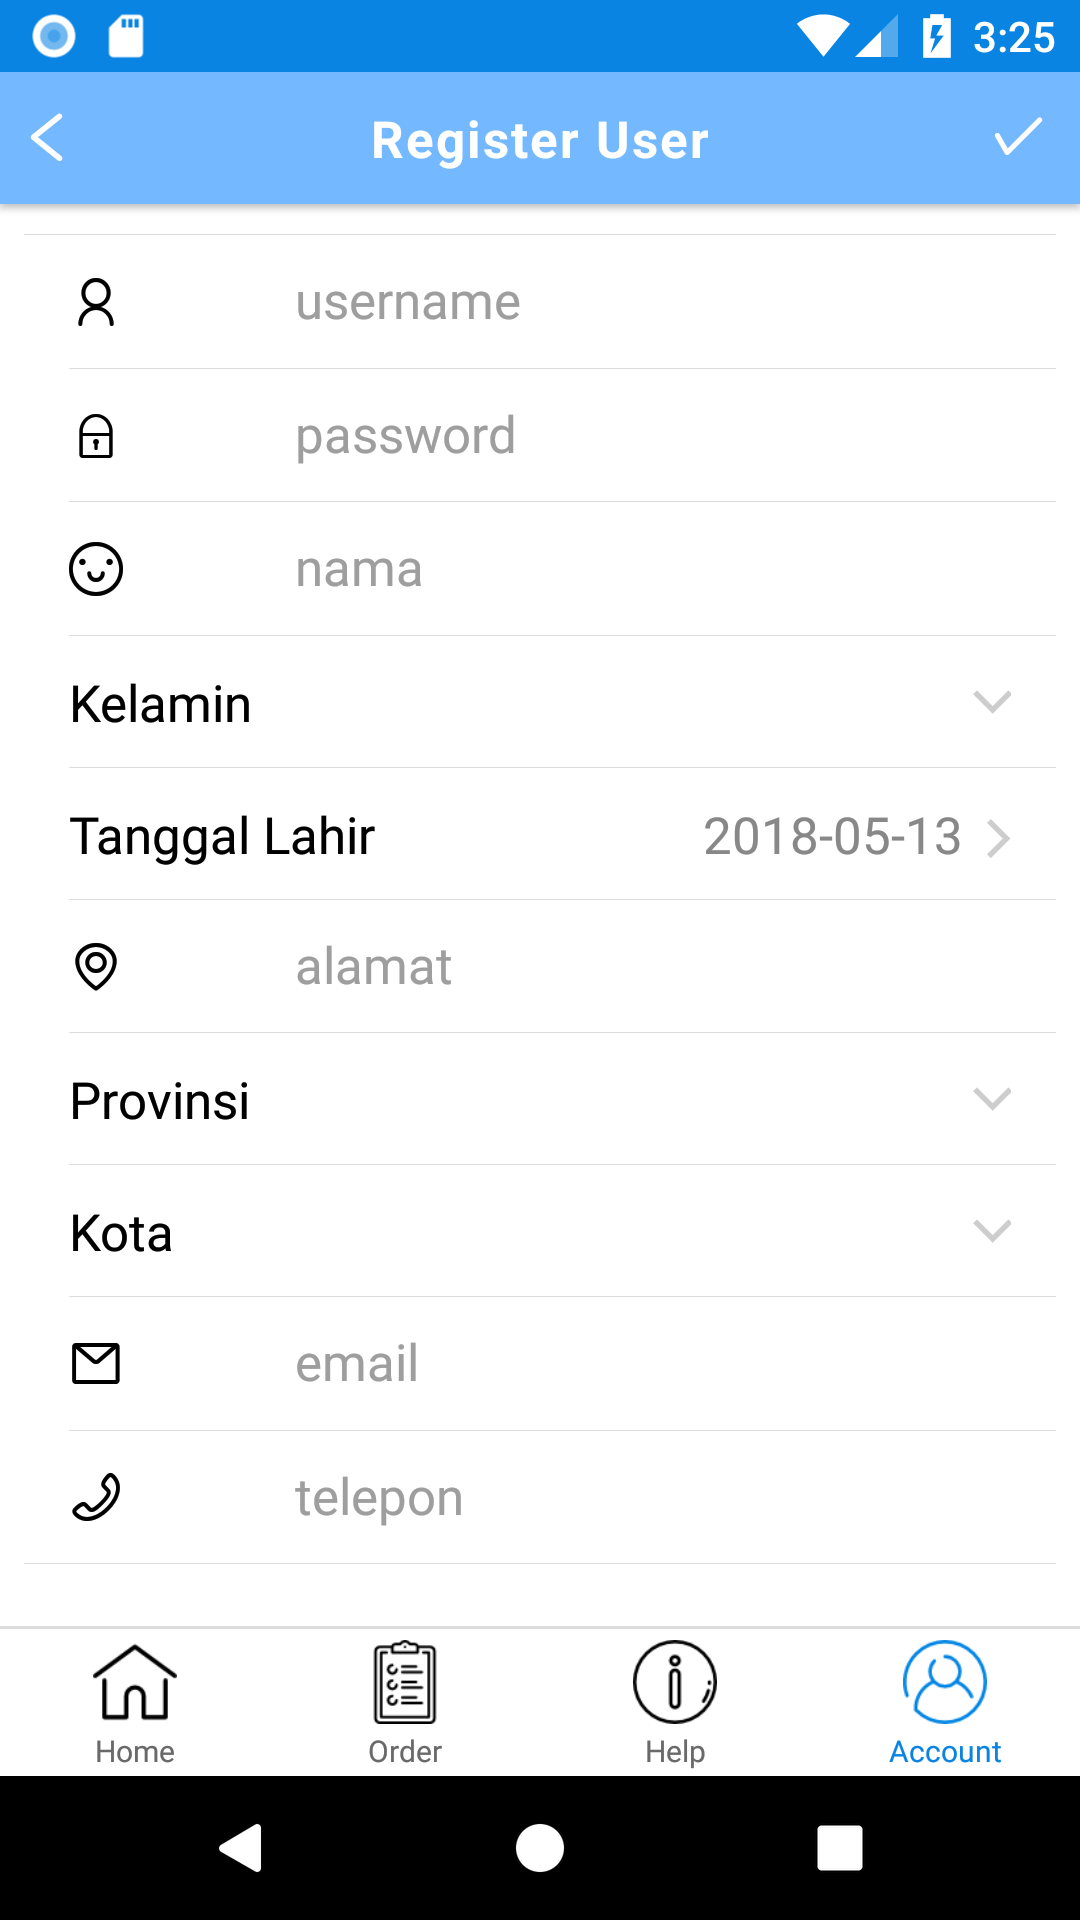 3:25
Register User
username
password
nama
Kelamin
Tanggal Lahir 2018-05-13
alamat
Provinsi
Kota
email
telepon
Home Order Help Account